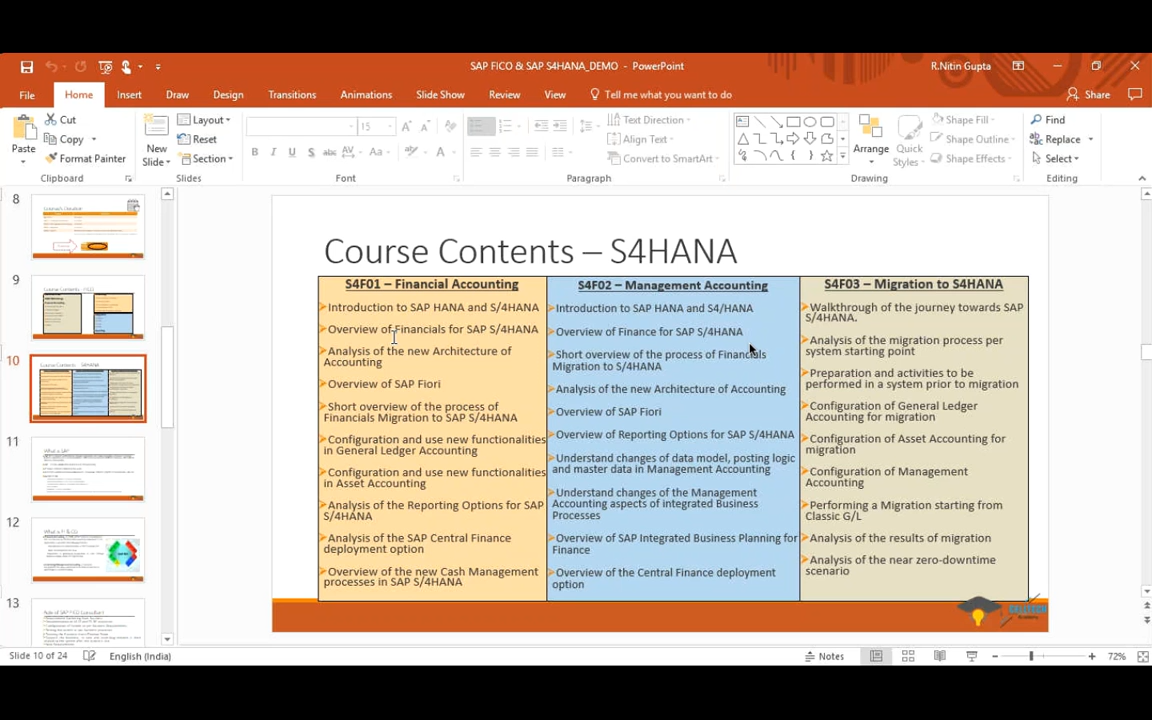 SAP FICO & SAP S4HANA_DEMO - PowerPoint
R.Nitin Gupta
File Home Insert Draw Design Transitions Animations Slide Show Review View Tell me what you want to do Share
Paste
Cut
Copy
Format Painter
Clipboard
New Slide
Layout
Reset
Section
Slides
15
Font
Text Direction
Align Text
Convert to SmartArt
Paragraph
Arrange
Quick Styles
Shape Fill
Shape Outline
Shape Effects
Drawing
Find
Replace
Select
Editing
8
9
10
11
12
13
Course Contents – S4HANA
S4F01 – Financial Accounting
Introduction to SAP HANA and S/4HANA
Overview of Financials for SAP S/4HANA
Analysis of the new Architecture of
Accounting
Overview of SAP Fiori
Short overview of the process of
Financials Migration to SAP S/4HANA
Configuration and use new functionalities
in General Ledger Accounting
Configuration and use new functionalities
in Asset Accounting
Analysis of the Reporting Options for SAP
S/4HANA
Analysis of the SAP Central Finance
deployment option
Overview of the new Cash Management
processes in SAP S/4HANA
S4F02 – Management Accounting
Introduction to SAP HANA and S4/HANA
Overview of Finance for SAP S/4HANA
Short overview of the process of Financials
Migration to S/4HANA
Analysis of the new Architecture of Accounting
Overview of SAP Fiori
Overview of Reporting Options for SAP S/4HANA
Understand changes of data model, posting logic
and master data in Management Accounting
Understand changes of the Management
Accounting aspects of integrated Business
Processes
Overview of SAP Integrated Business Planning for
Finance
Overview of the Central Finance deployment
option
S4F03 – Migration to S4HANA
Walkthrough of the journey towards SAP
S/4HANA.
Analysis of the migration process per
system starting point
Preparation and activities to be
performed in a system prior to migration
Configuration of General Ledger
Accounting for migration
Configuration of Asset Accounting for
migration
Configuration of Management
Accounting
Performing a Migration starting from
Classic G/L
Analysis of the results of migration
Analysis of the near zero-downtime
scenario
Slide 10 of 24
English (India)
Notes
72%